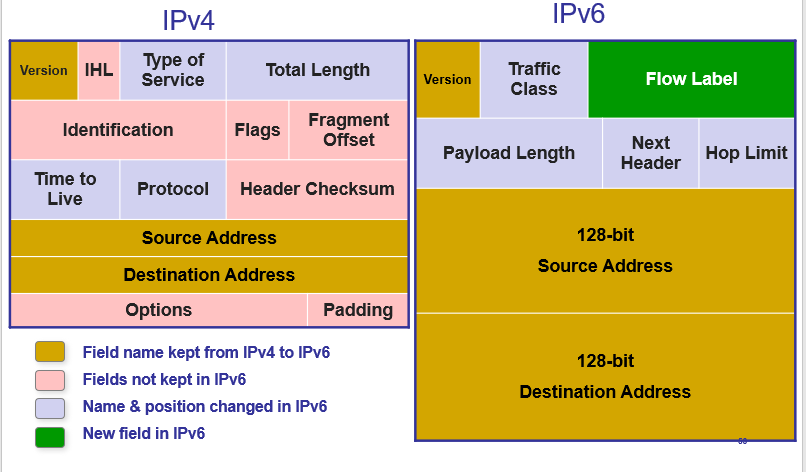 IPv4
Version IHL Type of Service Total Length
Identification Flags Fragment Offset
Time to Live Protocol Header Checksum
Source Address
Destination Address
Options Padding
Field name kept from IPv4 to IPv6
Fields not kept in IPv6
Name & position changed in IPv6
New field in IPv6
IPv6
Version Traffic Class Flow Label
Payload Length Next Header Hop Limit
128-bit
Source Address
128-bit
Destination Address